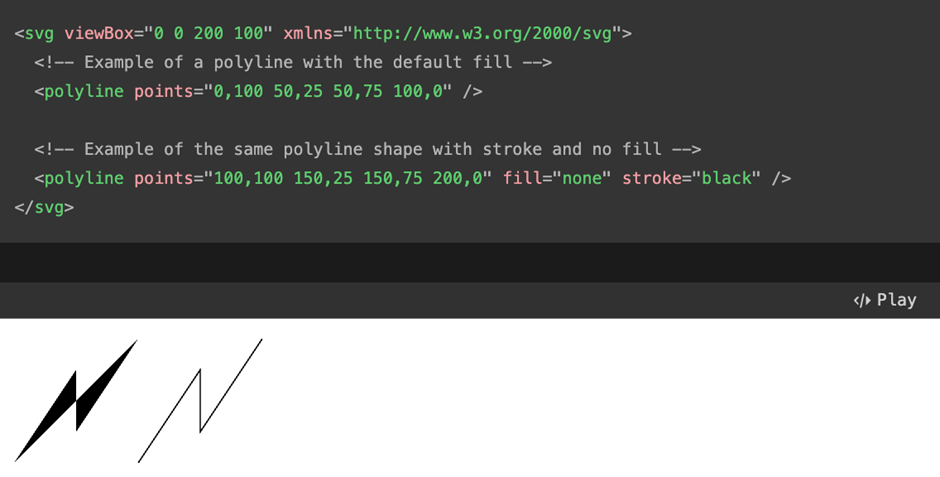 <svg viewBox="0 0 200 100" xmlns="http://www.w3.org/2000/svg">
<!-- Example of a polyline with the default fill -->
<polyline points="0,100 50,25 50,75 100,0" />
<!-- Example of the same polyline shape with stroke and no fill -->
<polyline points="100,100 150,25 150,75 200,0" fill="none" stroke="black" />
</svg>
</> Play